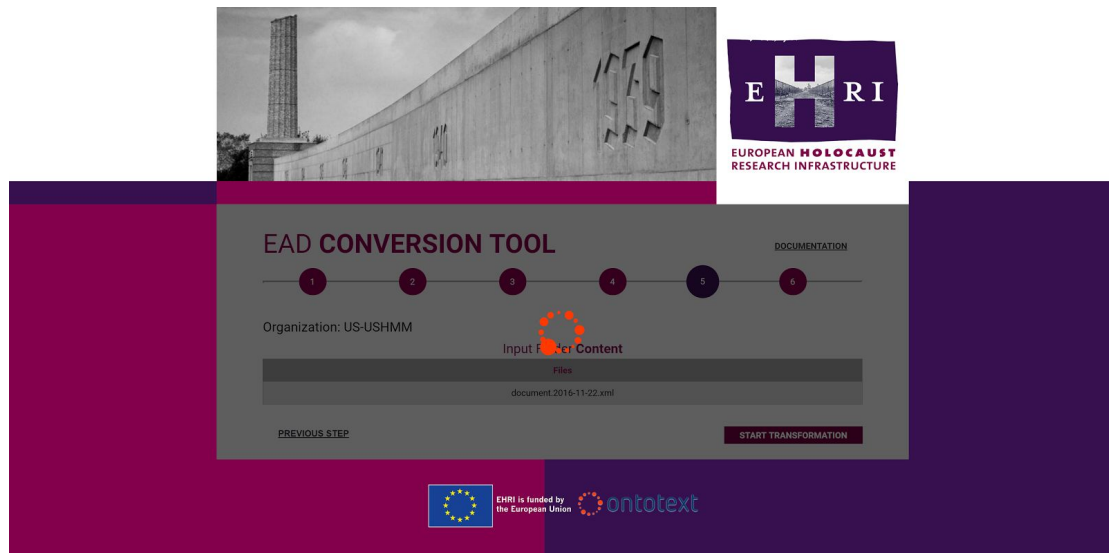 1939
E H R I
EUROPEAN HOLOCAUST
RESEARCH INFRASTRUCTURE
EAD CONVERSION TOOL
DOCUMENTATION
1 2 3 4 5 6
Organization: US-USHMM
Input Folder Content
Files
document.2016-11-22.xml
PREVIOUS STEP
START TRANSFORMATION
EHRI is funded by
the European Union
ontotext